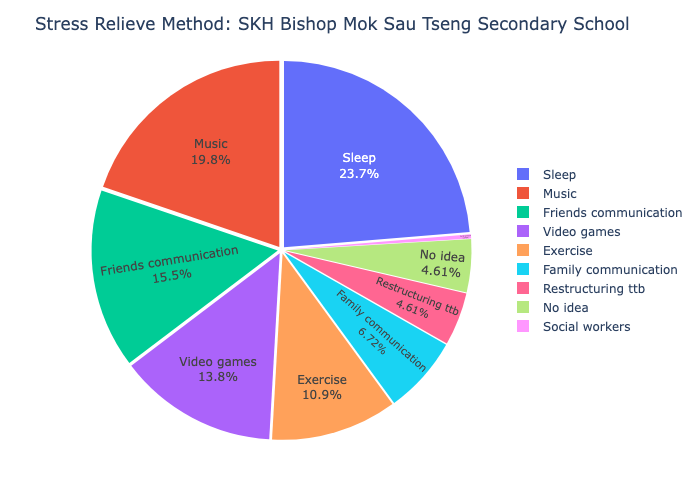 Stress Relieve Method: SKH Bishop Mok Sau Tseng Secondary School
Sleep
23.7%
Music
19.8%
Friends communication
15.5%
Video games
13.8%
Exercise
10.9%
Family communication
6.72%
Restructuring ttb
4.61%
No idea
4.61%
Sleep
Music
Friends communication
Video games
Exercise
Family communication
Restructuring ttb
No idea
Social workers